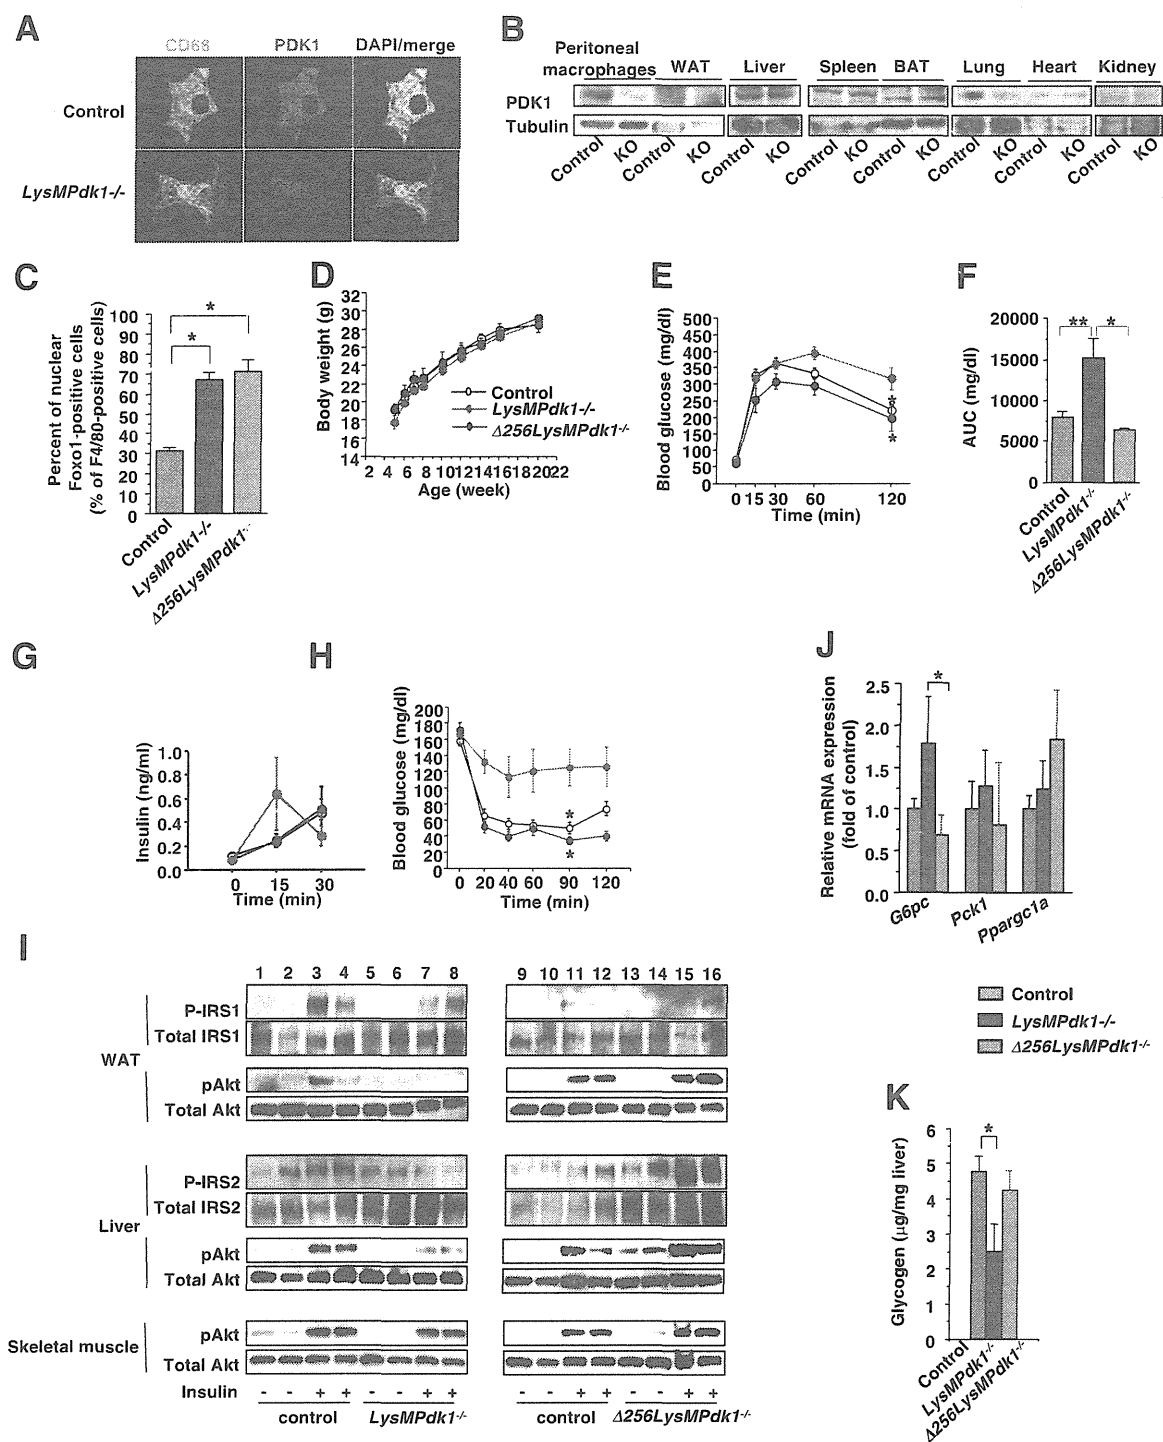 A
CD68 PDK1 DAPI/merge
Control
LysMPdk1-/-
B
Peritoneal macrophages WAT Liver Spleen BAT Lung Heart Kidney
PDK1
Tubulin
Control KO Control KO Control KO Control KO Control KO Control KO Control KO Control KO
C
Percent of nuclear
Foxo1-positive cells
(% of F4/80-positive cells)
100
90
80
70
60
50
40
30
20
10
0
* *
Control
LysMPdk1-/-
Δ256LysMPdk1-/-
D
Body weight (g)
32
30
28
26
24
22
20
18
16
14
Control
LysMPdk1-/-
Δ256LysMPdk1-/-
2 4 6 8 10 12 14 16 18 20 22
Age (week)
E
Blood glucose (mg/dl)
500
450
400
350
300
250
200
150
100
50
0
*
*
0 15 30 60 120
Time (min)
F
AUC (mg/dl)
20000
15000
10000
5000
0
** *
Control
LysMPdk1-/-
Δ256LysMPdk1-/-
G
Insulin (ng/ml)
1.0
0.8
0.6
0.4
0.2
0.0
0 15 30
Time (min)
H
Blood glucose (mg/dl)
200
180
160
140
120
100
80
60
40
20
0
*
*
0 20 40 60 90 120
Time (min)
J
Relative mRNA expression
(fold of control)
2.5
2.0
1.5
1.0
0.5
0.0
*
G6pc Pck1 Ppargc1a
Control
LysMPdk1-/-
Δ256LysMPdk1-/-
I
1 2 3 4 5 6 7 8 9 10 11 12 13 14 15 16
WAT
P-IRS1
Total IRS1
pAkt
Total Akt
Liver
P-IRS2
Total IRS2
pAkt
Total Akt
Skeletal muscle
pAkt
Total Akt
Insulin - - + + - - + + - - + + - - + +
control LysMPdk1-/- control Δ256LysMPdk1-/-
K
Glycogen (μg/mg liver)
6
5
4
3
2
1
0
*
Control
LysMPdk1-/-
Δ256LysMPdk1-/-